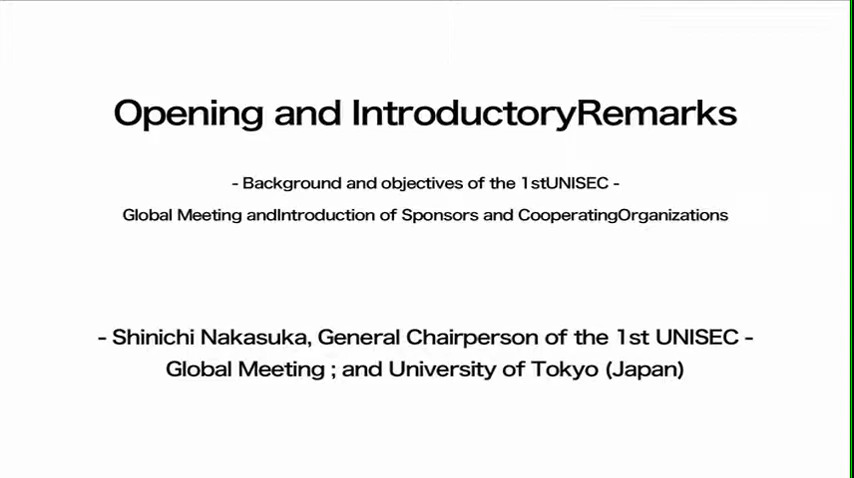 Opening and IntroductoryRemarks
- Background and objectives of the 1stUNISEC -
Global Meeting andIntroduction of Sponsors and CooperatingOrganizations
- Shinichi Nakasuka, General Chairperson of the 1st UNISEC -
Global Meeting ; and University of Tokyo (Japan)